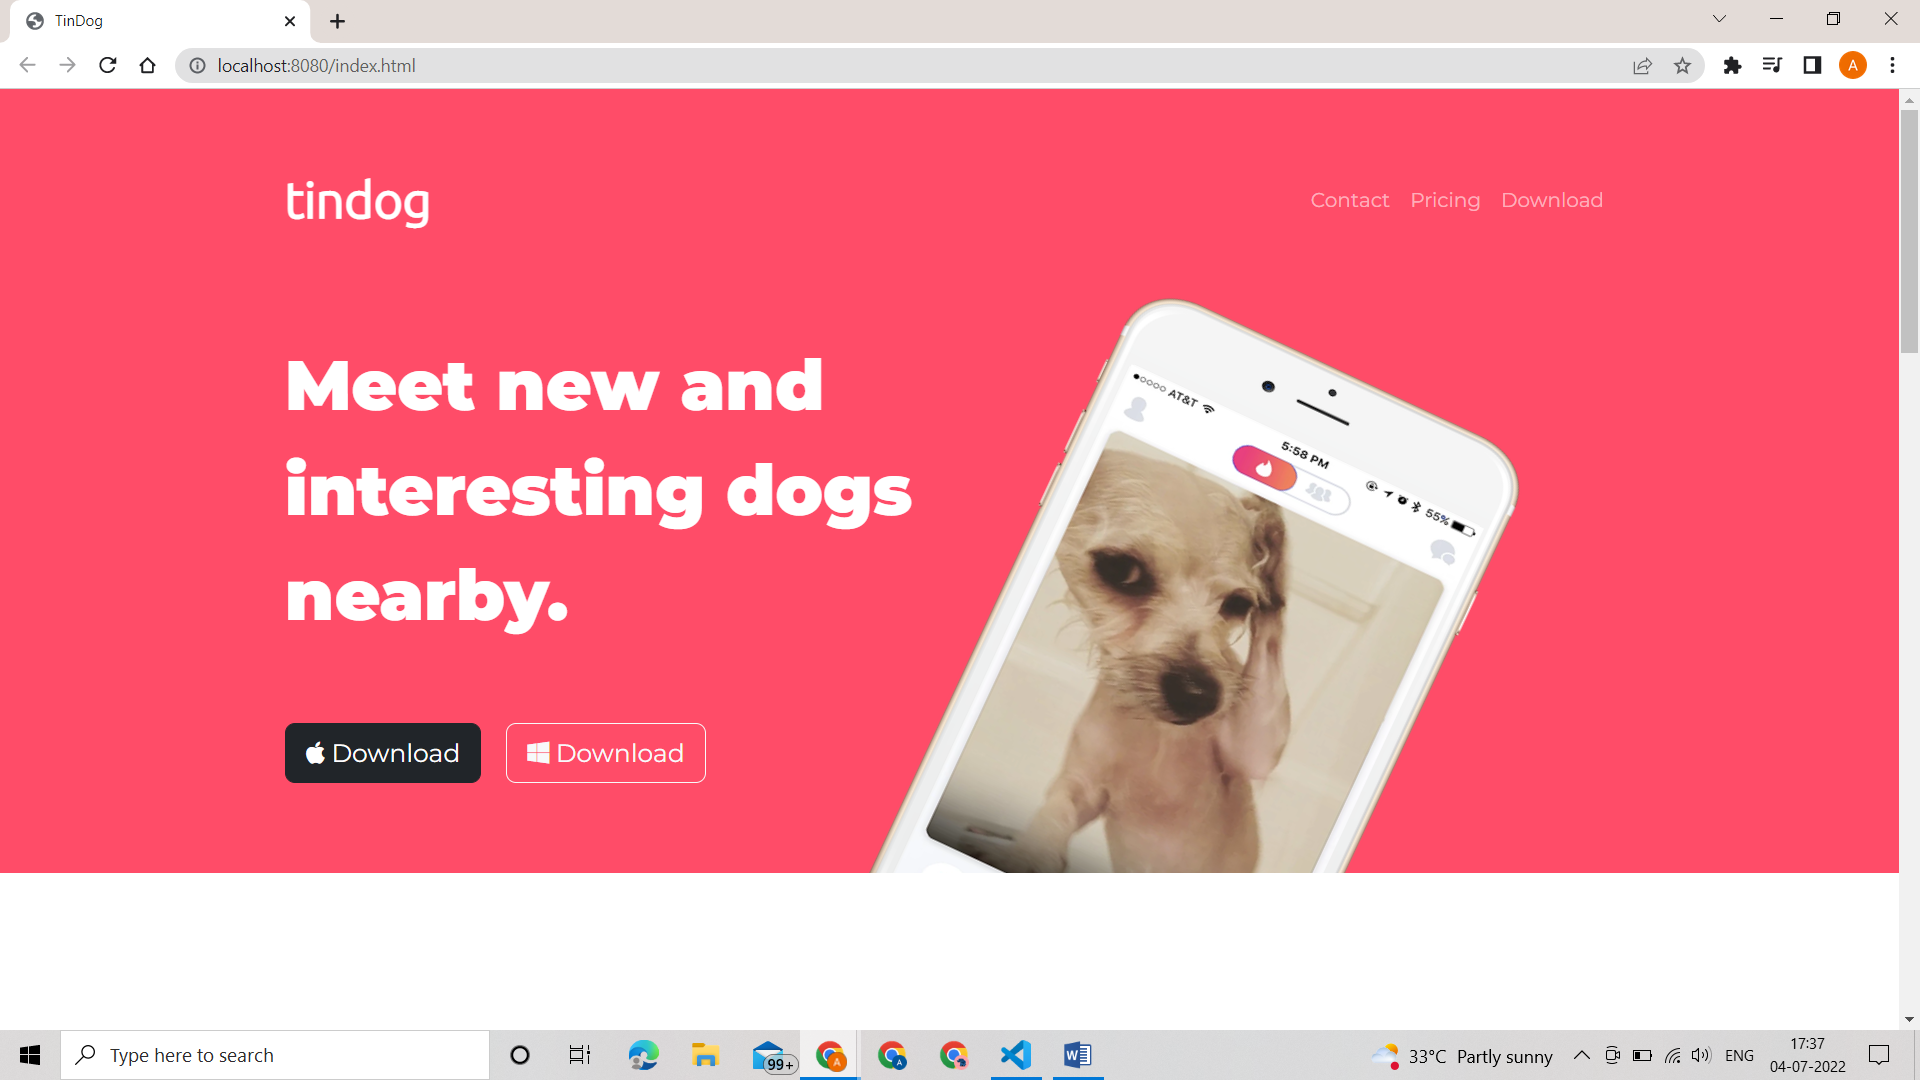 TinDog
localhost:8080/index.html
A
tindog
Contact Pricing Download
Meet new and
interesting dogs
nearby.
Download Download
AT&T
5:58 PM
55%
Type here to search
99+
A
A
W
33°C Partly sunny
ENG
17:37
04-07-2022